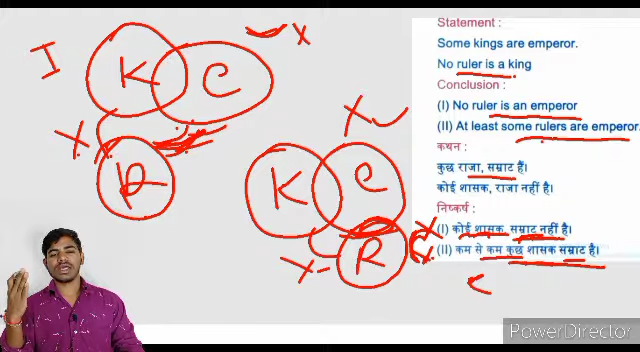 Statement :
Some kings are emperor.
No ruler is a king
Conclusion :
(I) No ruler is an emperor
(II) At least some rulers are emperor.
कथन :
कुछ राजा, सम्राट हैं।
कोई शासक, राजा नहीं है।
निष्कर्ष :
(I) कोई शासक, सम्राट नहीं है।
(II) कम से कम कुछ शासक सम्राट है।
I
K
C
X
X
R
X
K
C
X
R
X
X
PowerDirector